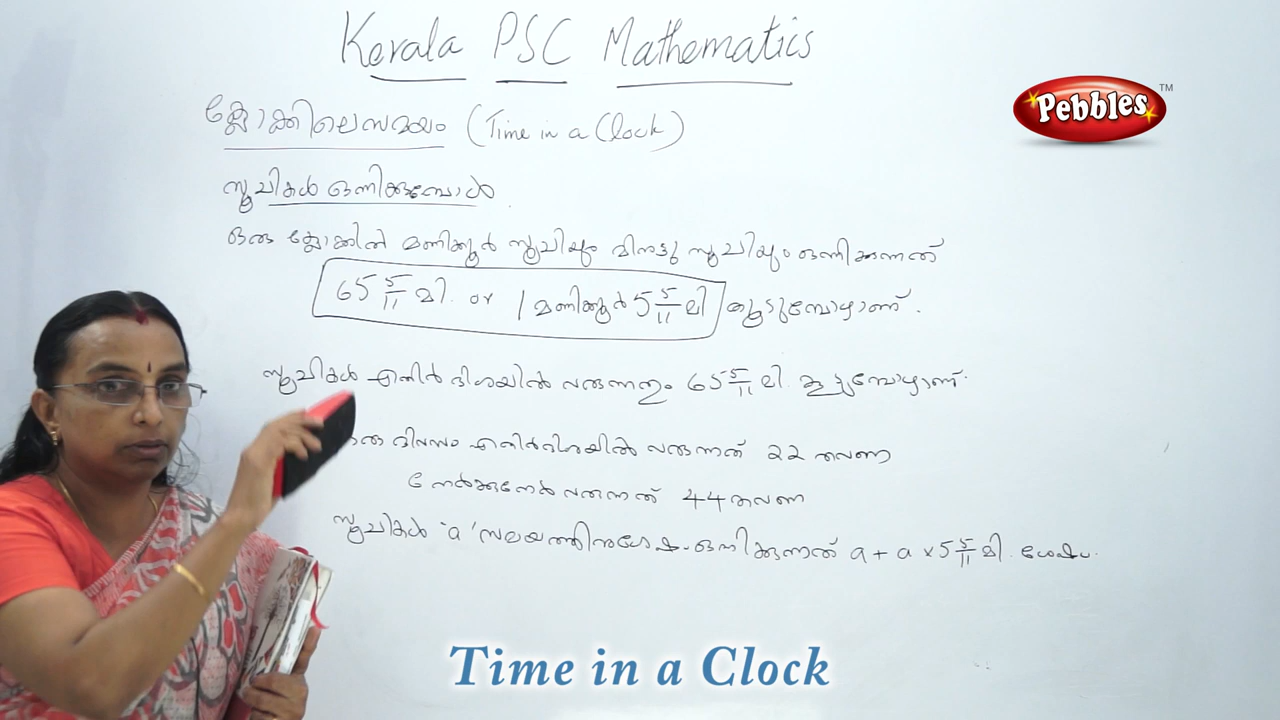 Kerala PSC Mathematics
Pebbles TM
ക്ലോക്കിലെ സമയം (Time in a Clock)
സൂചികൾ ഒന്നിക്കുമ്പോൾ
ഒരു ക്ലോക്കിൽ മണിക്കൂർ സൂചിയും മിനട്ടു സൂചിയും ഒന്നിക്കുന്നത്
65 5/11 മി. or 1 മണിക്കൂർ 5 5/11 മി കൂടുമ്പോഴാണ്.
സൂചികൾ എതിർ ദിശയിൽ വരുന്നതും 65 5/11 മി. കൂടുമ്പോഴാണ്.
ദിവസം എതിർദിശയിൽ വരുന്നത് 22 തവണ
നേർക്കുനേർ വരുന്നത് 44 തവണ
സൂചികൾ 'a' സമയത്തിനുശേഷം ഒന്നിക്കുന്നത് a + a x 5 5/11 മി. ശേഷം.
Time in a Clock